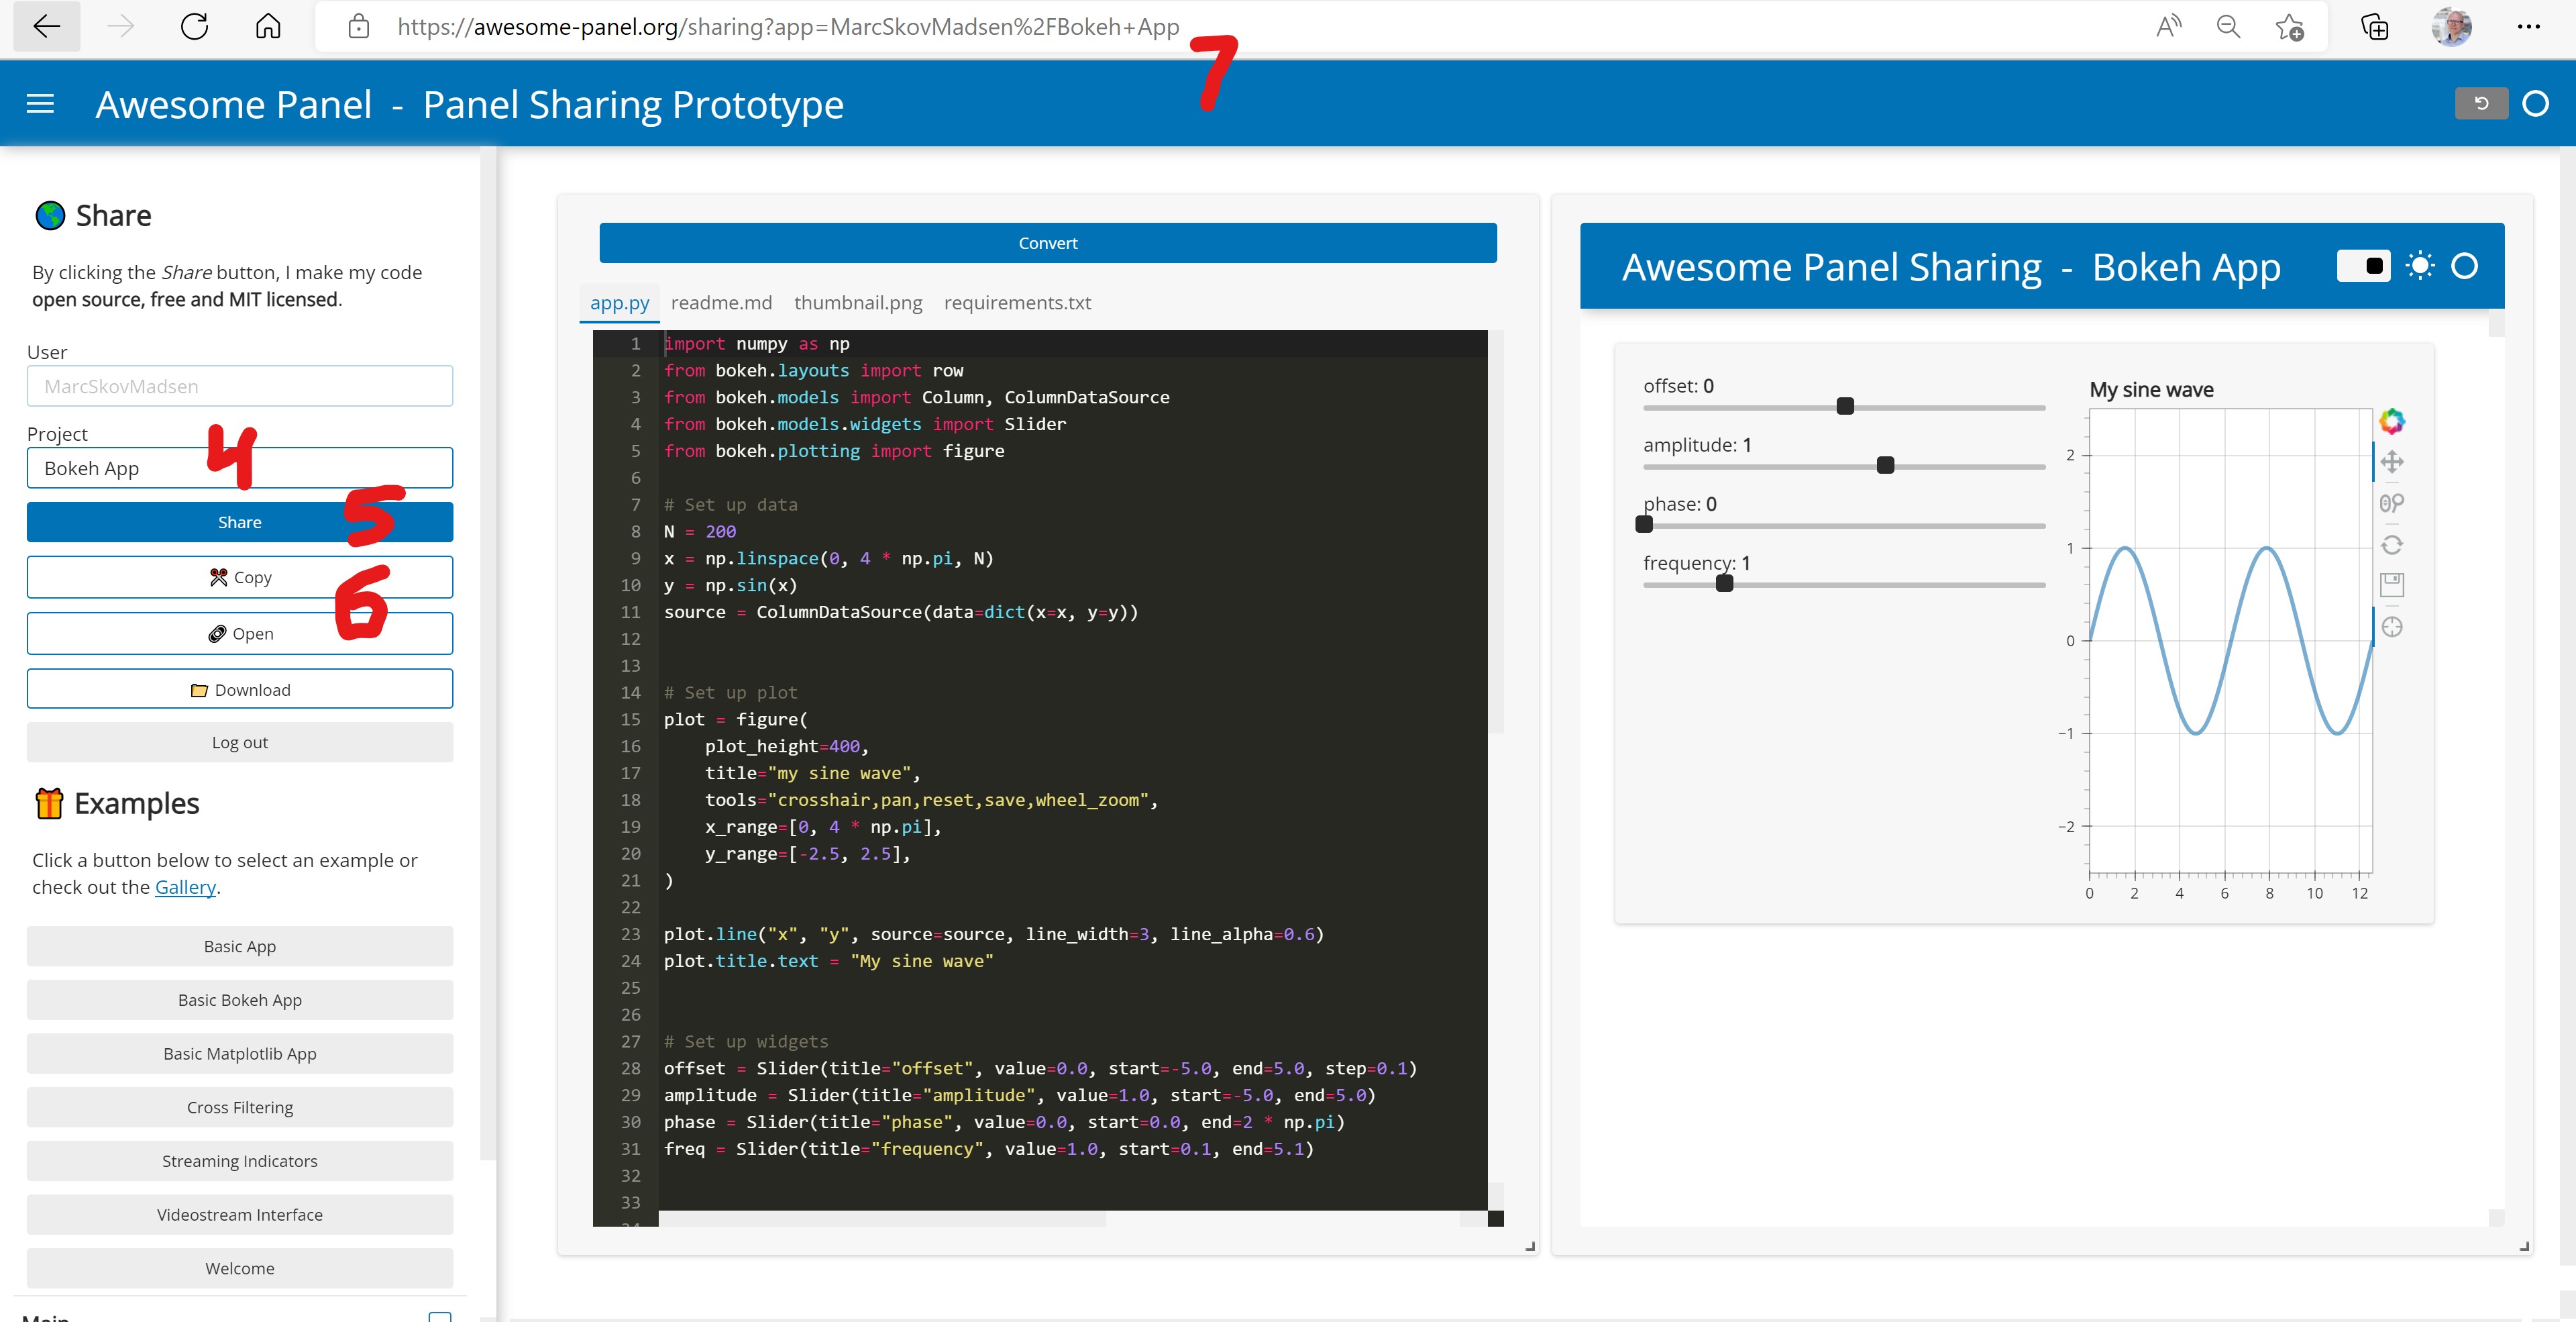 https://awesome-panel.org/sharing?app=MarcSkovMadsen%2FBokeh+App
7
Awesome Panel - Panel Sharing Prototype
Share
By clicking the Share button, I make my code
open source, free and MIT licensed.
User
MarcSkovMadsen
Project
4
Bokeh App
5
Share
Copy
6
Open
Download
Log out
Examples
Click a button below to select an example or
check out the Gallery.
Basic App
Basic Bokeh App
Basic Matplotlib App
Cross Filtering
Streaming Indicators
Videostream Interface
Welcome
Main
Convert
app.py readme.md thumbnail.png requirements.txt
1 import numpy as np
2 from bokeh.layouts import row
3 from bokeh.models import Column, ColumnDataSource
4 from bokeh.models.widgets import Slider
5 from bokeh.plotting import figure
6
7 # Set up data
8 N = 200
9 x = np.linspace(0, 4 * np.pi, N)
10 y = np.sin(x)
11 source = ColumnDataSource(data=dict(x=x, y=y))
12
13
14 # Set up plot
15 plot = figure(
16     plot_height=400,
17     title="my sine wave",
18     tools="crosshair,pan,reset,save,wheel_zoom",
19     x_range=[0, 4 * np.pi],
20     y_range=[-2.5, 2.5],
21 )
22
23 plot.line("x", "y", source=source, line_width=3, line_alpha=0.6)
24 plot.title.text = "My sine wave"
25
26
27 # Set up widgets
28 offset = Slider(title="offset", value=0.0, start=-5.0, end=5.0, step=0.1)
29 amplitude = Slider(title="amplitude", value=1.0, start=-5.0, end=5.0)
30 phase = Slider(title="phase", value=0.0, start=0.0, end=2 * np.pi)
31 freq = Slider(title="frequency", value=1.0, start=0.1, end=5.1)
32
33
34
Awesome Panel Sharing - Bokeh App
offset: 0
amplitude: 1
phase: 0
frequency: 1
My sine wave
2
1
0
−1
−2
0 2 4 6 8 10 12